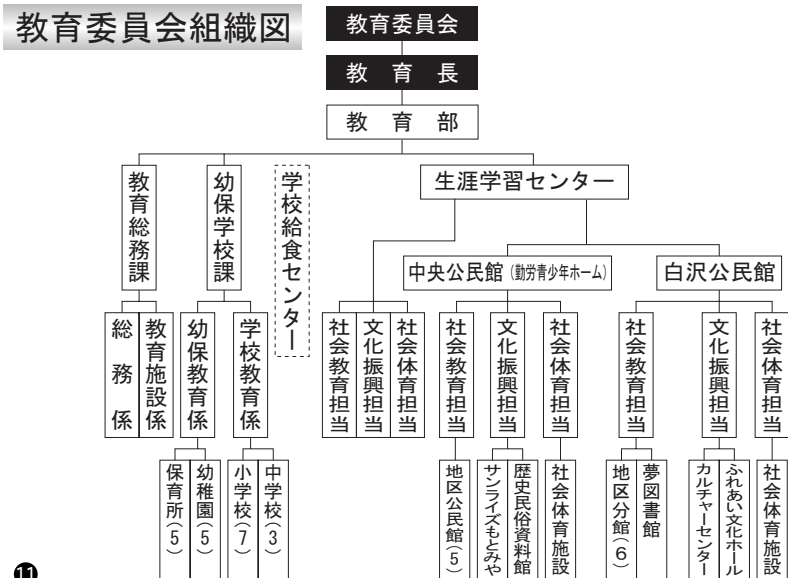 教育委員会組織図
教育委員会
教育長
教育部
教育総務課
幼保学校課
学校給食センター
生涯学習センター
中央公民館(勤労青少年ホーム)
白沢公民館
総務係
教育施設係
幼保教育係
学校教育係
社会教育担当
文化振興担当
社会体育担当
社会教育担当
文化振興担当
社会体育担当
社会教育担当
文化振興担当
社会体育担当
保育所(5)
幼稚園(5)
小学校(7)
中学校(3)
地区公民館(5)
サンライズもとみや
歴史民俗資料館
社会体育施設
地区分館(6)
夢図書館
カルチャーセンター
ふれあい文化ホール
社会体育施設
11